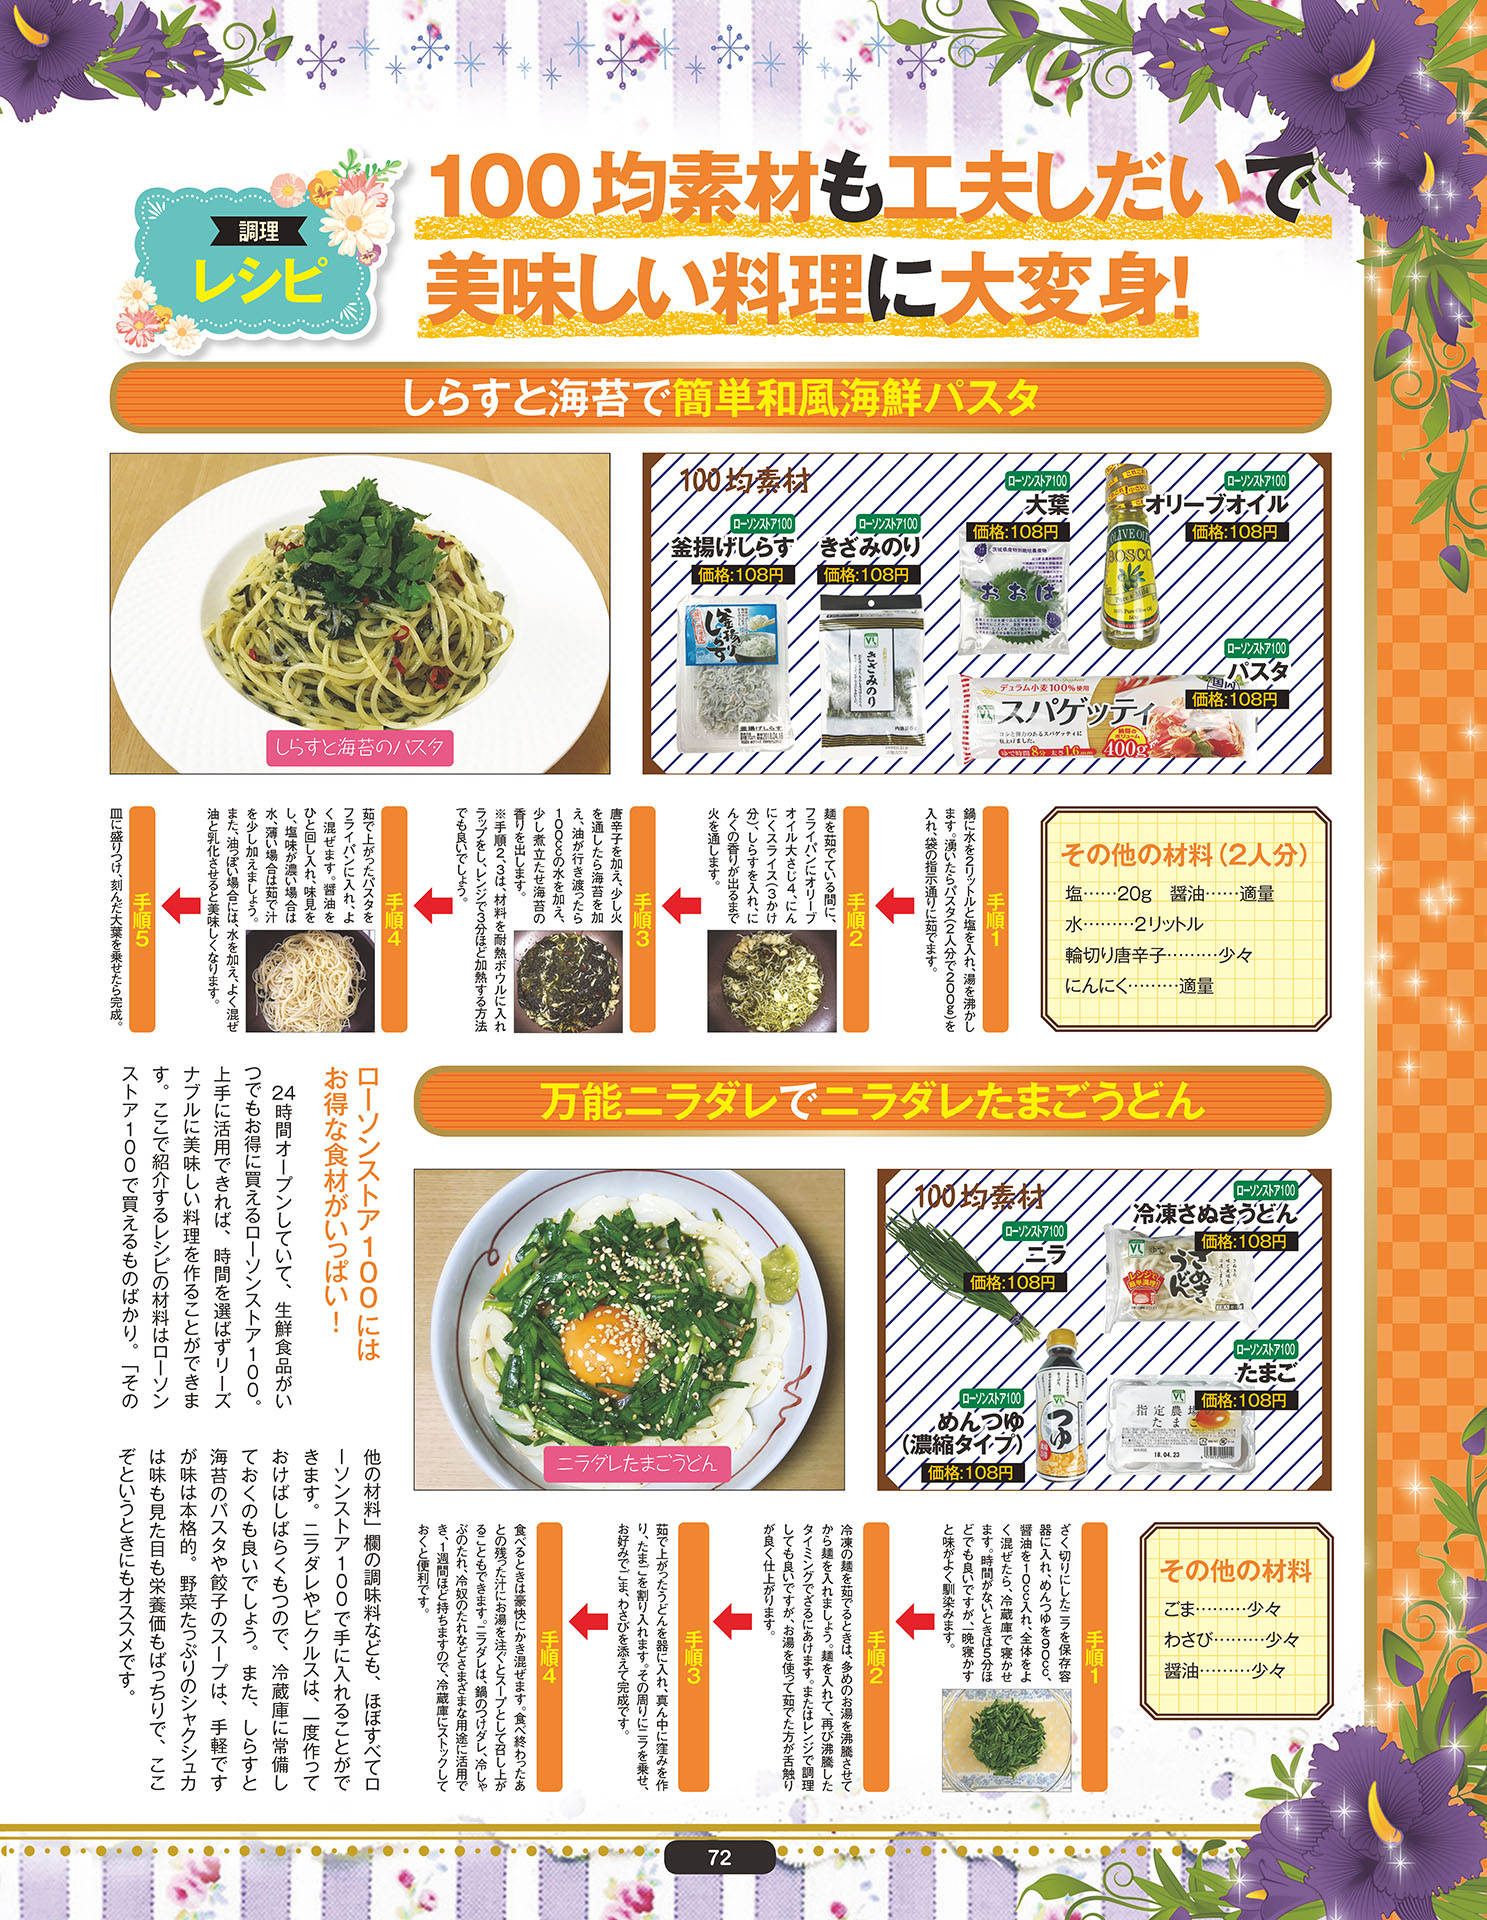 調理
レシピ
100均素材も工夫しだいで
美味しい料理に大変身!
しらすと海苔で簡単和風海鮮パスタ
しらすと海苔のパスタ
100均素材
ローソンストア100
釜揚げしらす
価格:108円
ローソンストア100
きざみのり
価格:108円
ローソンストア100
大葉
価格:108円
ローソンストア100
オリーブオイル
価格:108円
ローソンストア100
パスタ
価格:108円
釜揚げしらす
きざみのり
おおば
OLIVE OIL
BOSCO
デュラム小麦100%使用
スパゲッティ
ゆで時間8分 太さ1.6mm
400g
その他の材料(2人分)
塩……20g 醤油……適量
水………2リットル
輪切り唐辛子………少々
にんにく………適量
手順1
鍋に水を2リットルと塩を入れ、湯を沸かし
ます。湧いたらパスタ(2人分で200g)を
入れ、袋の指示通りに茹でます。
手順2
麺を茹でている間に、
フライパンにオリーブ
オイル大さじ4、にん
にくスライス(3かけ
分)、しらすを入れ、に
んにくの香りが出るまで
火を通します。
手順3
唐辛子を加え、少し火
を通したら海苔を加
え、油が行き渡ったら
100ccの水を加え、
少し煮立たせ海苔の
香りを出します。
※手順2、3は、材料を耐熱ボウルに入れ
ラップをし、レンジで3分ほど加熱する方法
でも良いでしょう。
手順4
茹で上がったパスタを
フライパンに入れ、よ
く混ぜます。醤油を
ひと回し入れ、味見を
し、塩味が濃い場合は
水、薄い場合は茹で汁
を少し加えましょう。
また、油っぽい場合には、水を加え、よく混ぜ
油と乳化させると美味しくなります。
手順5
皿に盛りつけ、刻んだ大葉を乗せたら完成。
万能ニラダレでニラダレたまごうどん
ニラダレたまごうどん
100均素材
ローソンストア100
ニラ
価格:108円
ローソンストア100
冷凍さぬきうどん
価格:108円
ローソンストア100
めんつゆ
(濃縮タイプ)
価格:108円
ローソンストア100
たまご
価格:108円
さぬきうどん
つゆ
指定農場の
たまご
18.04.23
その他の材料
ごま………少々
わさび………少々
醤油………少々
手順1
ざく切りにしたニラを保存容
器に入れ、めんつゆを90cc、
醤油を10cc入れ、全体をよ
く混ぜたら、冷蔵庫で寝かせ
ます。時間がないときは5分ほ
どでも良いですが、一晩寝かす
と味がよく馴染みます。
手順2
冷凍の麺を茹でるときは、多めのお湯を沸騰させて
から麺を入れましょう。麺を入れて、再び沸騰した
タイミングでざるにあけます。またはレンジで調理
しても良いですが、お湯を使って茹でた方が舌触り
が良く仕上がります。
手順3
茹で上がったうどんを器に入れ、真ん中に窪みを作
り、たまごを割り入れます。その周りにニラを乗せ、
お好みでごま、わさびを添えて完成です。
手順4
食べるときは豪快にかき混ぜます。食べ終わったあ
との残った汁にお湯を注ぐとスープとして召し上が
ることもできます。ニラダレは、鍋のつけダレ、冷しゃ
ぶのたれ、冷奴のたれなどさまざまな用途に活用で
き、1週間ほど持ちますので、冷蔵庫にストックして
おくと便利です。
ローソンストア100には
お得な食材がいっぱい!
24時間オープンしていて、生鮮食品がい
つでもお得に買えるローソンストア100。
上手に活用できれば、時間を選ばずリーズ
ナブルに美味しい料理を作ることができま
す。ここで紹介するレシピの材料はローソン
ストア100で買えるものばかり。「その
他の材料」欄の調味料なども、ほぼすべてロ
ーソンストア100で手に入れることがで
きます。ニラダレやピクルスは、一度作って
おけばしばらくもつので、冷蔵庫に常備し
ておくのも良いでしょう。また、しらすと
海苔のパスタや餃子のスープは、手軽です
が味は本格的。野菜たっぷりのシャクシュカ
は味も見た目も栄養価もばっちりで、ここ
ぞというときにもオススメです。
72